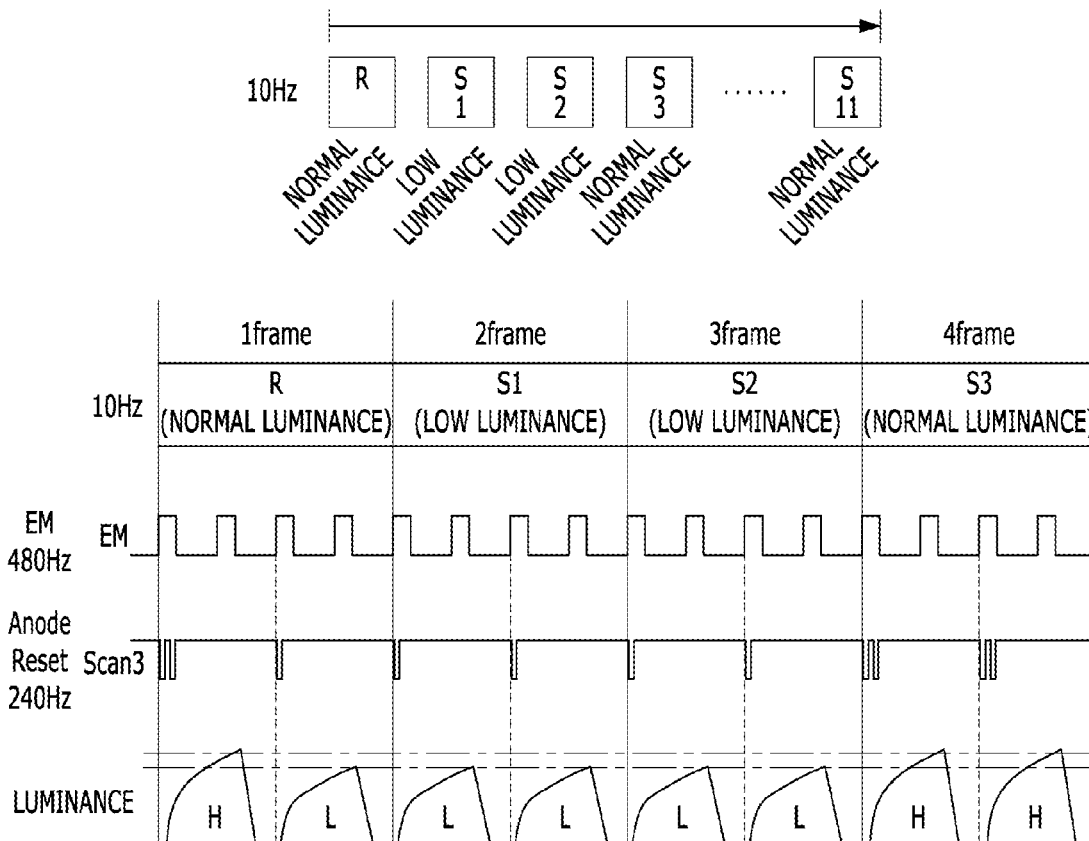 10Hz
R
S
1
S
2
S
3
......
S
11
NORMAL
LUMINANCE
LOW
LUMINANCE
LOW
LUMINANCE
NORMAL
LUMINANCE
NORMAL
LUMINANCE
1frame
2frame
3frame
4frame
10Hz
R
(NORMAL LUMINANCE)
S1
(LOW LUMINANCE)
S2
(LOW LUMINANCE)
S3
(NORMAL LUMINANCE)
EM
480Hz
EM
Anode
Reset
240Hz
Scan3
LUMINANCE
H
L
L
L
L
L
H
H